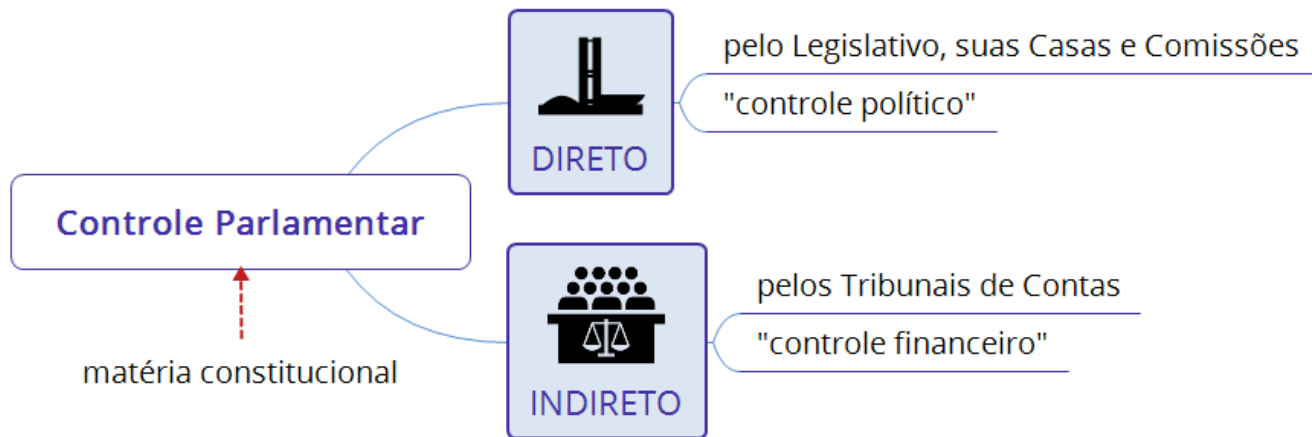 Controle Parlamentar
matéria constitucional
DIRETO
pelo Legislativo, suas Casas e Comissões
"controle político"
INDIRETO
pelos Tribunais de Contas
"controle financeiro"